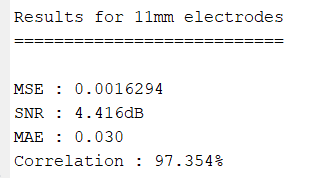 Results for 11mm electrodes
===========================
MSE : 0.0016294
SNR : 4.416dB
MAE : 0.030
Correlation : 97.354%